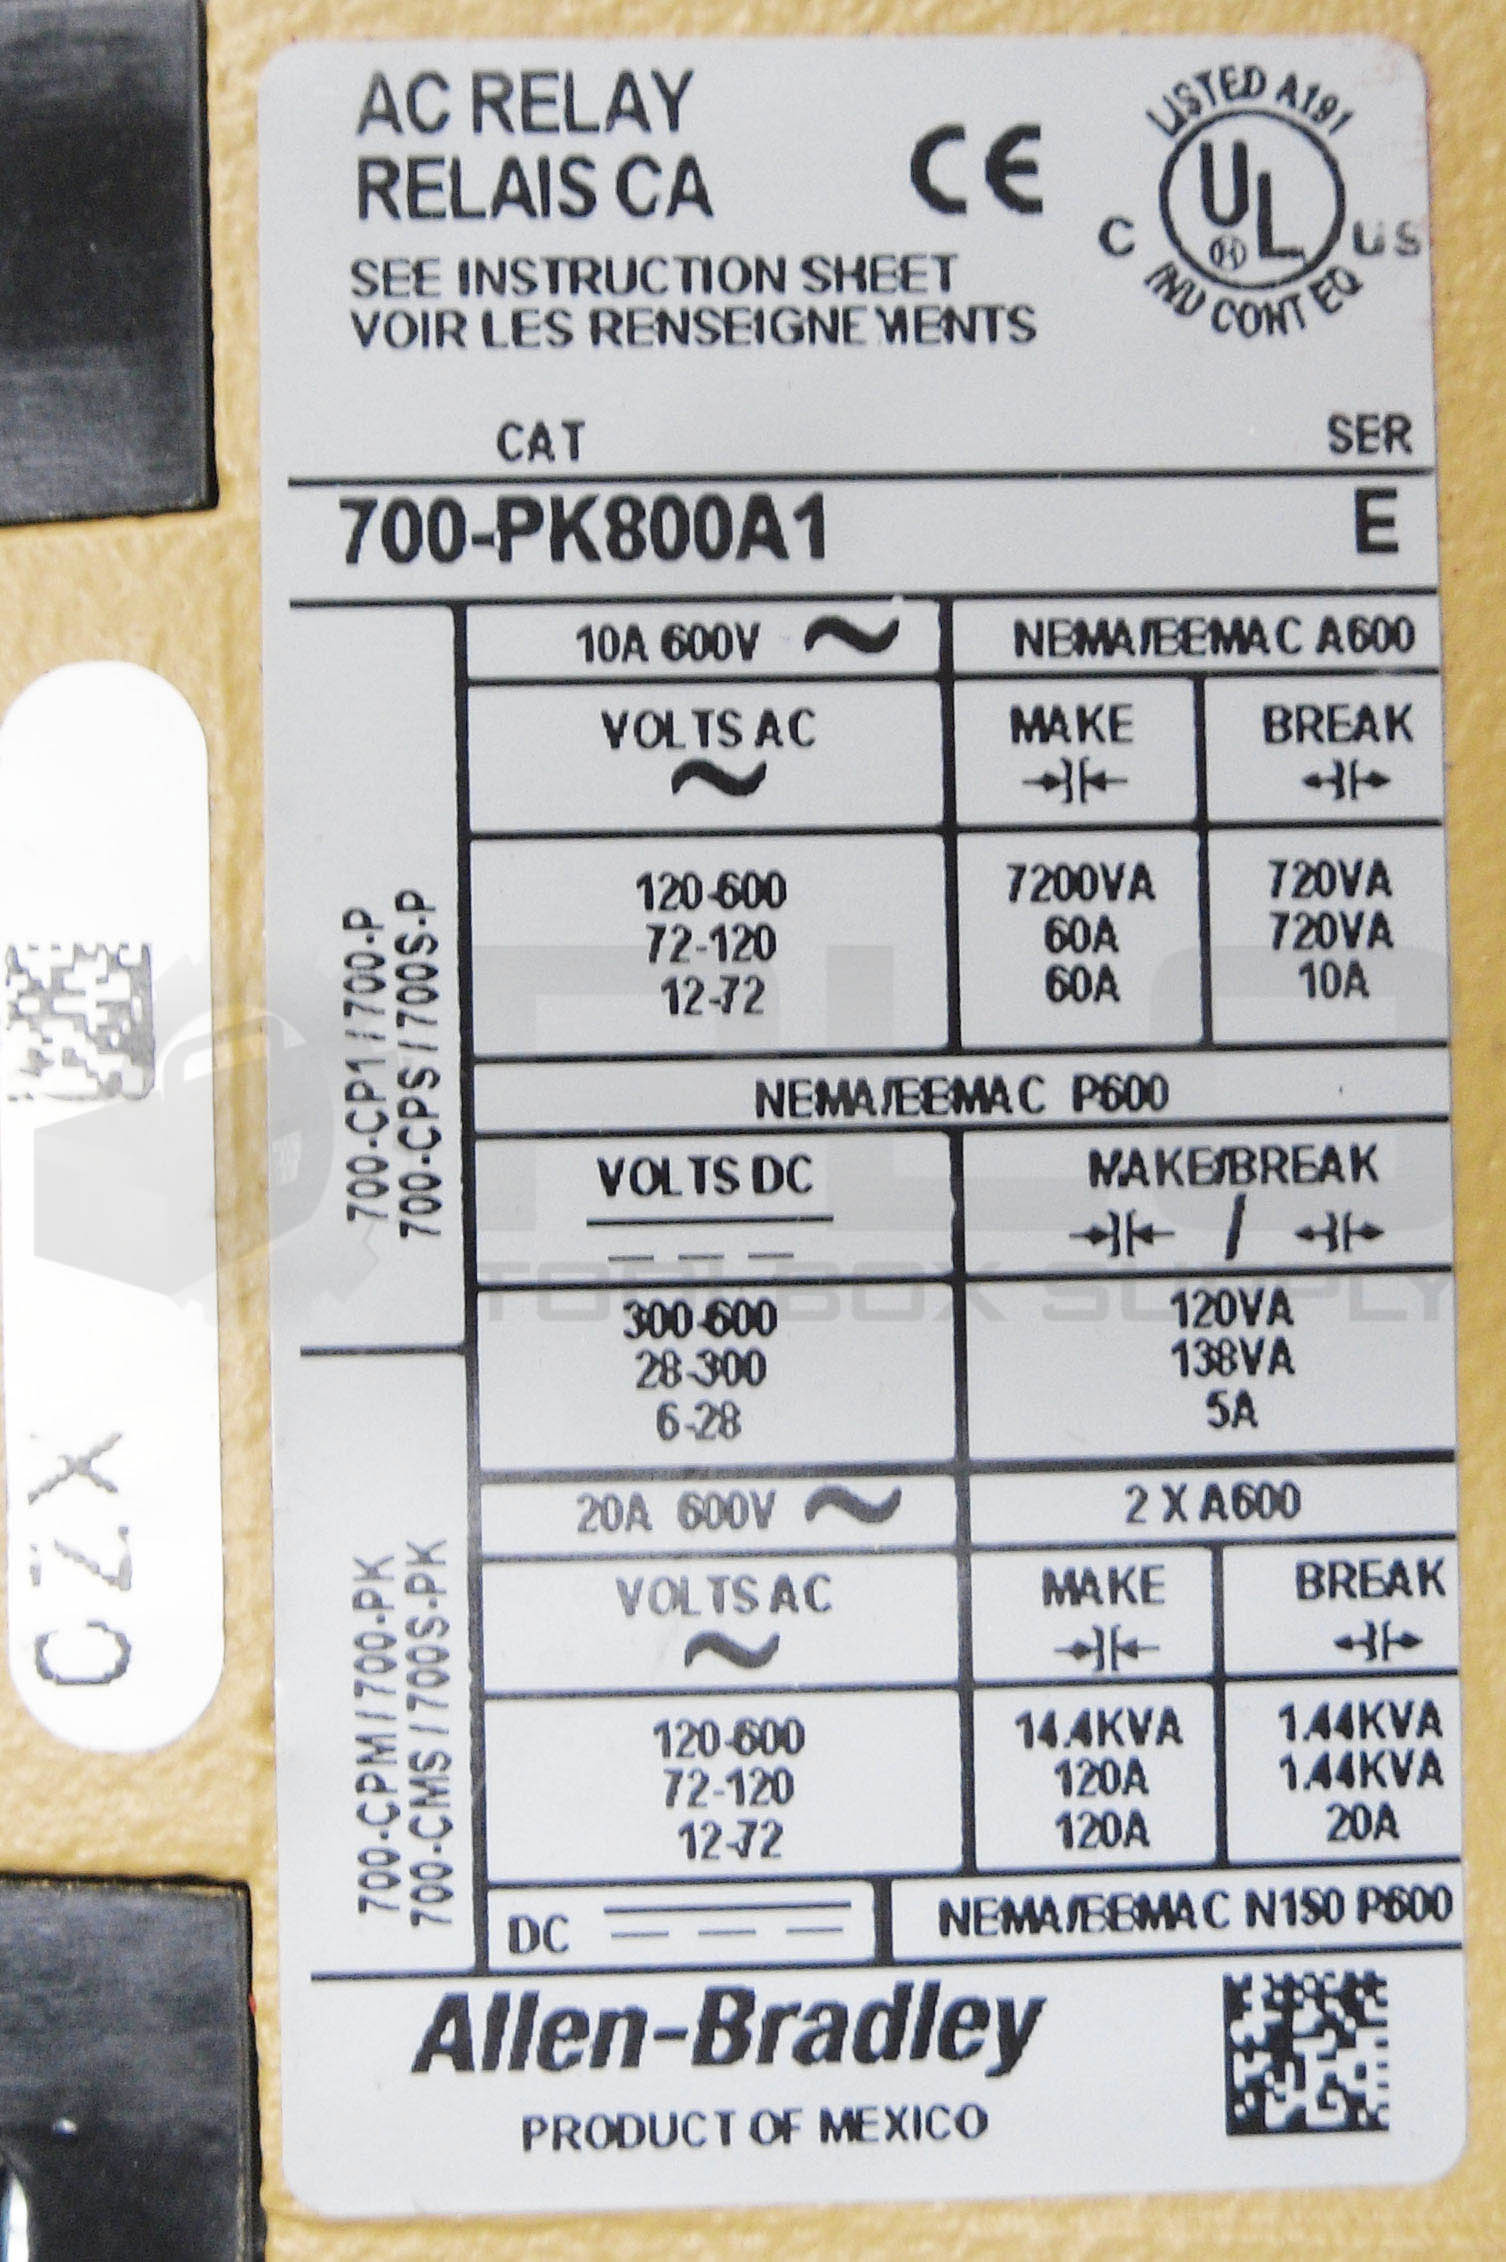 AC RELAY
RELAIS CA
SEE INSTRUCTION SHEET
VOIR LES RENSEIGNEMENTS
CE
LISTED A191
UL
C US
IND CONT EQ
CAT SER
700-PK800A1 E
700-CP1 / 700-P
700-CPS / 700S-P
10A 600V ~ NEMA/EEMAC A600
VOLTS AC MAKE BREAK
~
120-600 7200VA 720VA
72-120 60A 720VA
12-72 60A 10A
NEMA/EEMAC P600
VOLTS DC MAKE/BREAK
/
300-600 120VA
28-300 138VA
6-28 5A
700-CPM / 700-PK
700-CMS / 700S-PK
20A 600V ~ 2 X A600
VOLTS AC MAKE BREAK
~
120-600 14.4KVA 1.44KVA
72-120 120A 1.44KVA
12-72 120A 20A
DC NEMA/EEMAC N150 P600
Allen-Bradley
PRODUCT OF MEXICO
CZX
PLC
TOOLBOX SUPPLY